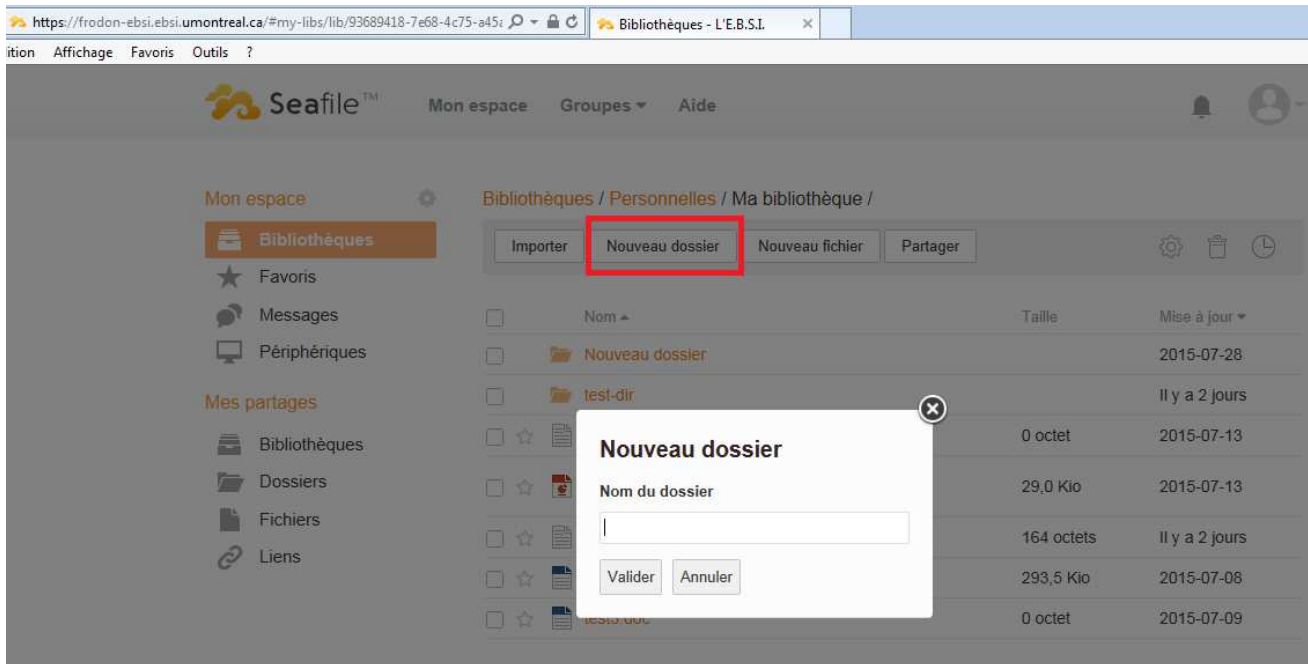 https://frodon-ebsi.ebsi.umontreal.ca/#my-libs/lib/93689418-7e68-4c75-a45a
Bibliothèques - L'E.B.S.I.
ition Affichage Favoris Outils ?
Seafile™ Mon espace Groupes Aide
Mon espace
Bibliothèques / Personnelles / Ma bibliothèque /
Bibliothèques
Importer Nouveau dossier Nouveau fichier Partager
Favoris
Messages
Nom Taille Mise à jour
Périphériques
Nouveau dossier 2015-07-28
Mes partages
test-dir Il y a 2 jours
Bibliothèques
0 octet 2015-07-13
Dossiers
29,0 Kio 2015-07-13
Fichiers
164 octets Il y a 2 jours
Liens
293,5 Kio 2015-07-08
0 octet 2015-07-09
Nouveau dossier
Nom du dossier
Valider Annuler